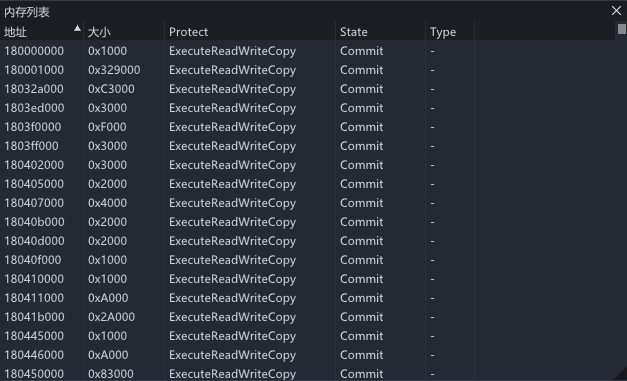 内存列表
地址 大小 Protect State Type
180000000 0x1000 ExecuteReadWriteCopy Commit -
180001000 0x329000 ExecuteReadWriteCopy Commit -
18032a000 0xC3000 ExecuteReadWriteCopy Commit -
1803ed000 0x3000 ExecuteReadWriteCopy Commit -
1803f0000 0xF000 ExecuteReadWriteCopy Commit -
1803ff000 0x3000 ExecuteReadWriteCopy Commit -
180402000 0x3000 ExecuteReadWriteCopy Commit -
180405000 0x2000 ExecuteReadWriteCopy Commit -
180407000 0x4000 ExecuteReadWriteCopy Commit -
18040b000 0x2000 ExecuteReadWriteCopy Commit -
18040d000 0x2000 ExecuteReadWriteCopy Commit -
18040f000 0x1000 ExecuteReadWriteCopy Commit -
180410000 0x1000 ExecuteReadWriteCopy Commit -
180411000 0xA000 ExecuteReadWriteCopy Commit -
18041b000 0x2A000 ExecuteReadWriteCopy Commit -
180445000 0x1000 ExecuteReadWriteCopy Commit -
180446000 0xA000 ExecuteReadWriteCopy Commit -
180450000 0x83000 ExecuteReadWriteCopy Commit -